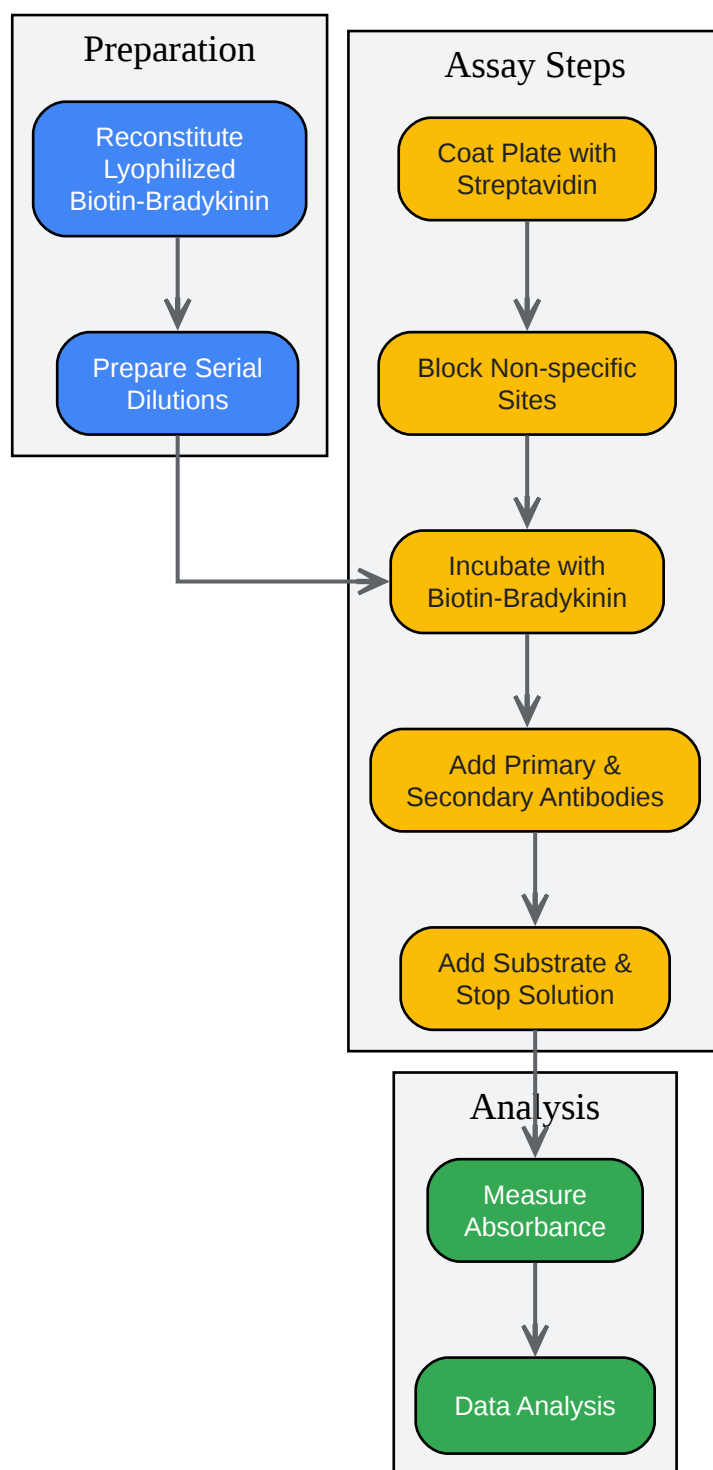 Preparation
Reconstitute
Lyophilized
Biotin-Bradykinin
Prepare Serial
Dilutions
Assay Steps
Coat Plate with
Streptavidin
Block Non-specific
Sites
Incubate with
Biotin-Bradykinin
Add Primary &
Secondary Antibodies
Add Substrate &
Stop Solution
Analysis
Measure
Absorbance
Data Analysis